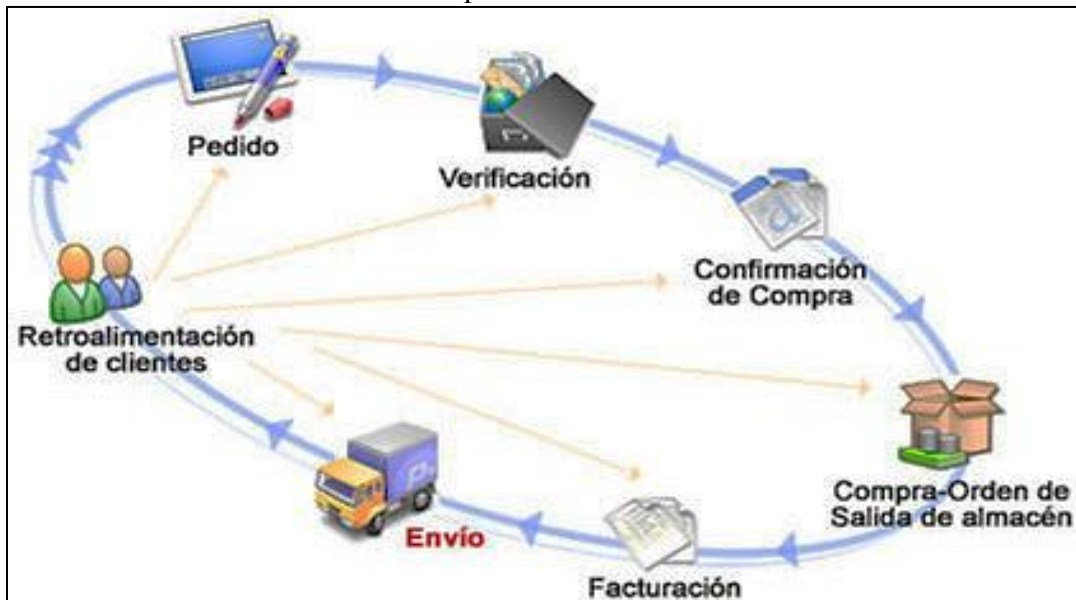 Pedido
Verificación
Confirmación
de Compra
Compra-Orden de
Salida de almacén
Facturación
Envío
Retroalimentación
de clientes